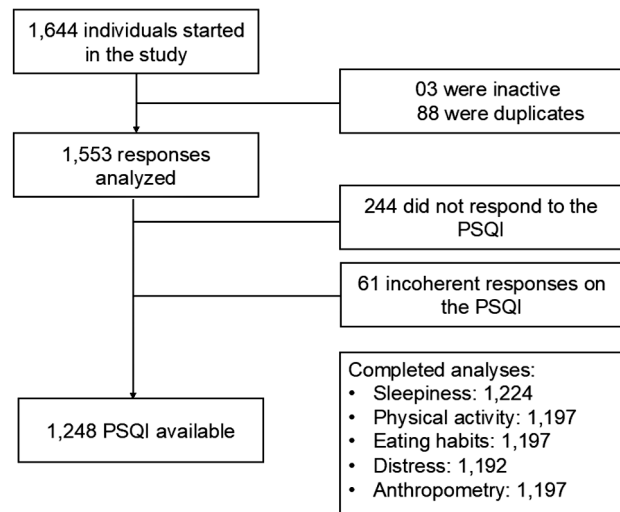 1,644 individuals started
in the study
03 were inactive
88 were duplicates
1,553 responses
analyzed
244 did not respond to the
PSQI
61 incoherent responses on
the PSQI
1,248 PSQI available
Completed analyses:
• Sleepiness: 1,224
• Physical activity: 1,197
• Eating habits: 1,197
• Distress: 1,192
• Anthropometry: 1,197